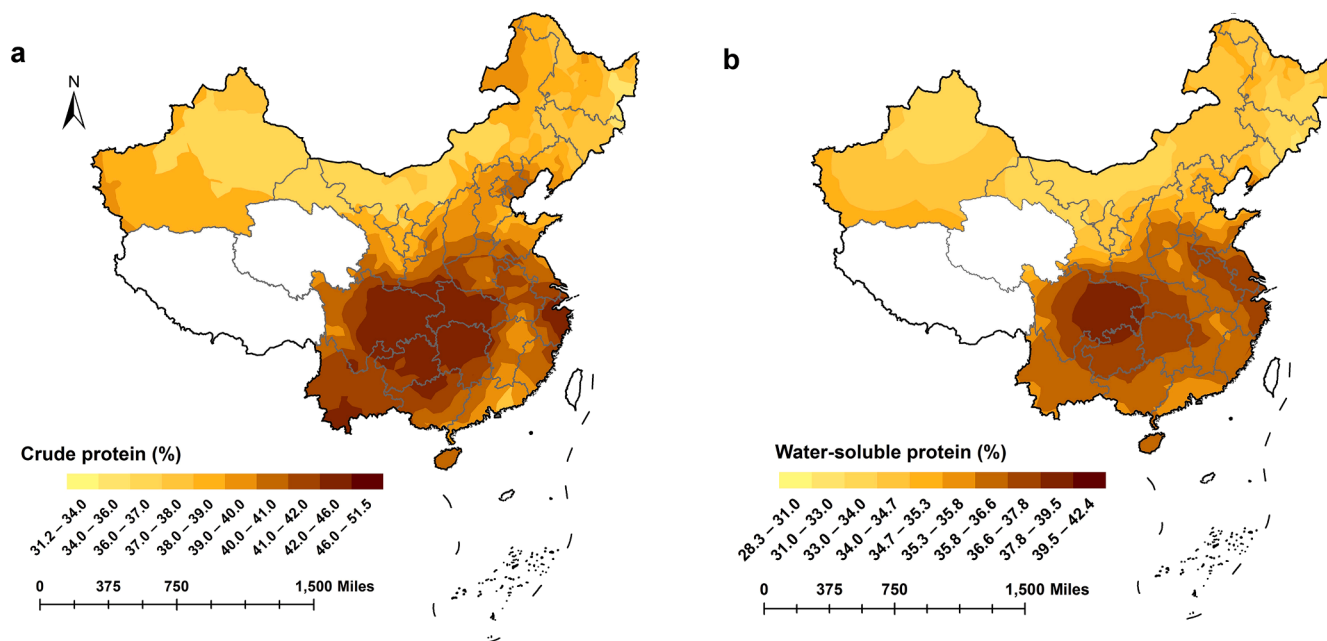 a
N
Crude protein (%)
31.2 – 34.0
34.0 – 36.0
36.0 – 37.0
37.0 – 38.0
38.0 – 39.0
39.0 – 40.0
40.0 – 41.0
41.0 – 42.0
42.0 – 46.0
46.0 – 51.5
0 375 750 1,500 Miles
b
Water-soluble protein (%)
28.3 – 31.0
31.0 – 33.0
33.0 – 34.0
34.0 – 34.7
34.7 – 35.3
35.3 – 35.8
35.8 – 36.6
36.6 – 37.8
37.8 – 39.5
39.5 – 42.4
0 375 750 1,500 Miles